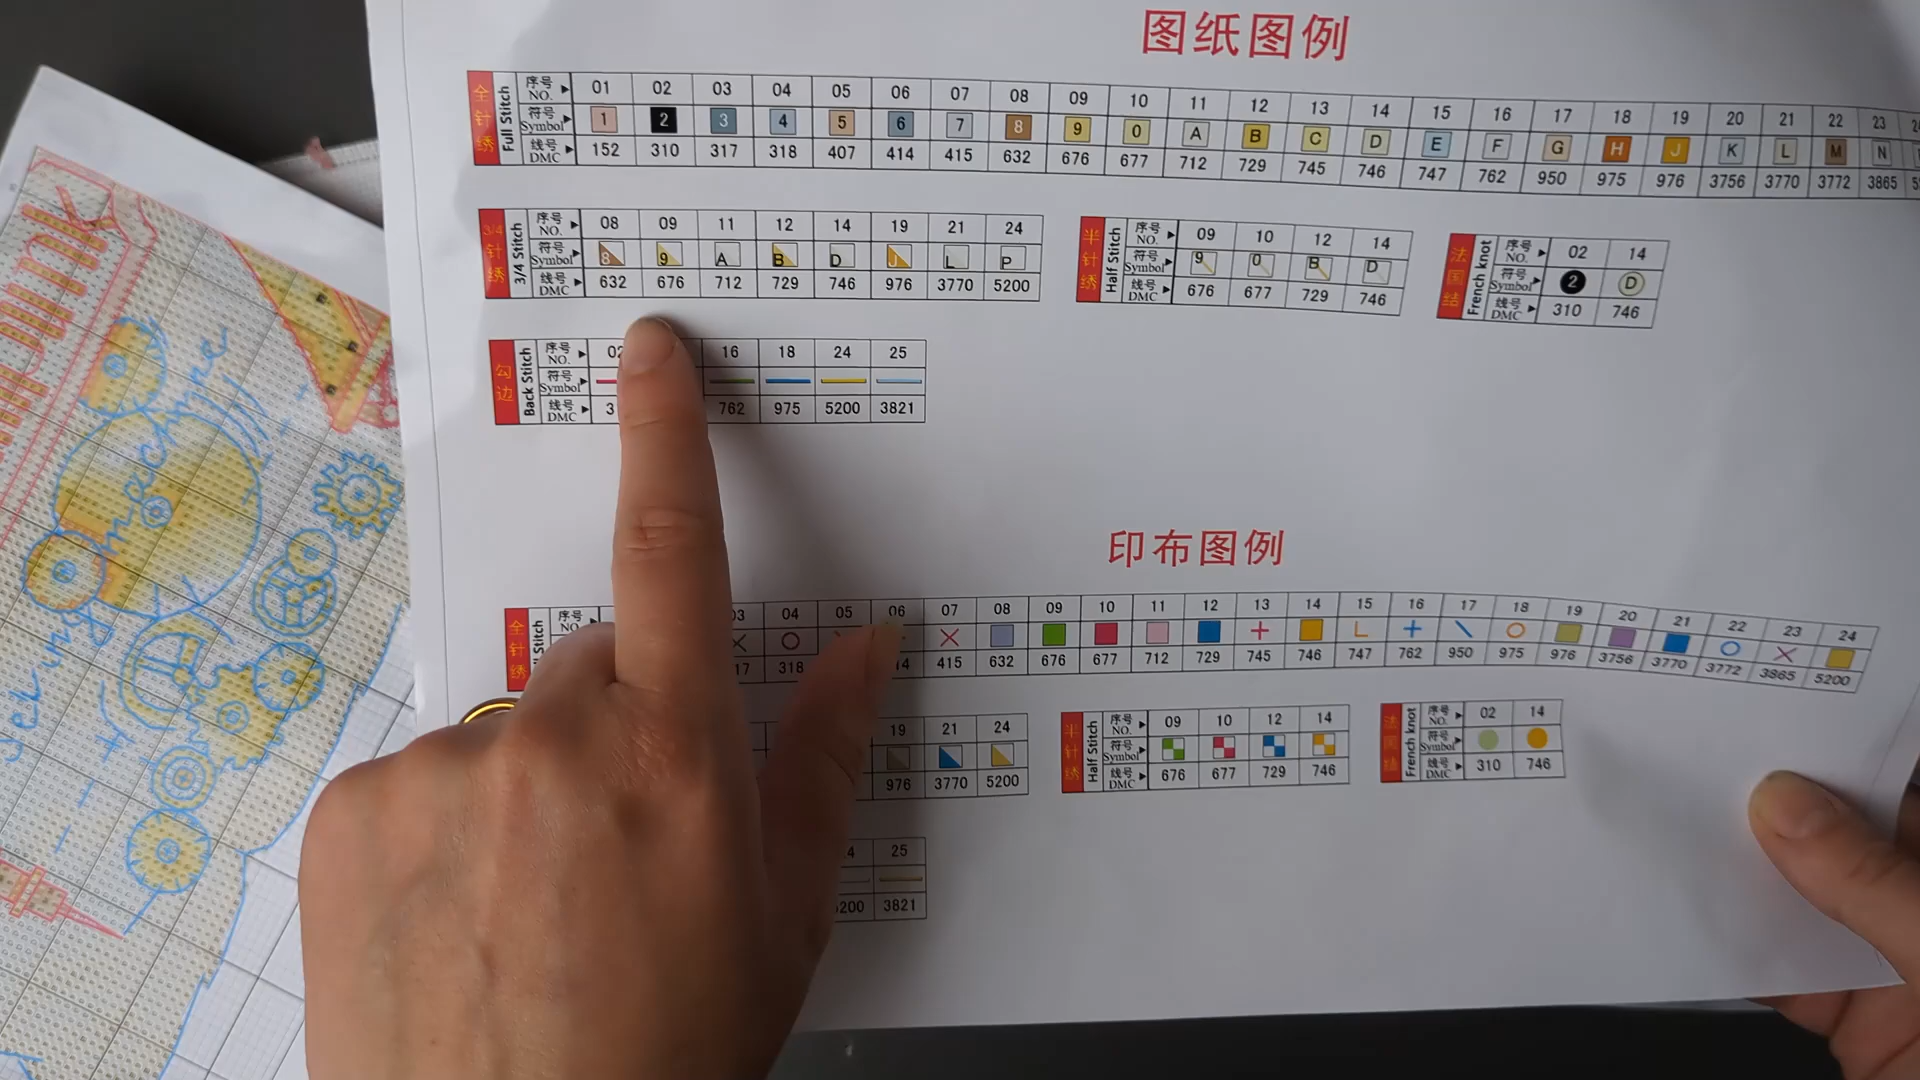 图纸图例
全针绣 Full Stitch
序号 NO. 01 02 03 04 05 06 07 08 09 10 11 12 13 14 15 16 17 18 19 20 21 22 23
符号 Symbol 1 2 3 4 5 6 7 8 9 0 A B C D E F G H J K L M N
线号 DMC 152 310 317 318 407 414 415 632 676 677 712 729 745 746 747 762 950 975 976 3756 3770 3772 3865
3/4针绣 3/4 Stitch
序号 NO. 08 09 11 12 14 19 21 24
符号 Symbol 8 9 A B D J L P
线号 DMC 632 676 712 729 746 976 3770 5200
半针绣 Half Stitch
序号 NO. 09 10 12 14
符号 Symbol 9 0 B D
线号 DMC 676 677 729 746
法国结 French knot
序号 NO. 02 14
符号 Symbol 2 D
线号 DMC 310 746
勾边 Back Stitch
序号 NO. 02 16 18 24 25
符号 Symbol
线号 DMC 762 975 5200 3821
印布图例
全针绣 Stitch
序号 NO. 03 04 05 06 07 08 09 10 11 12 13 14 15 16 17 18 19 20 21 22 23 24
318 415 632 676 677 712 729 745 746 747 762 950 975 976 3756 3770 3772 3865 5200
19 21 24
976 3770 5200
半针绣 Half Stitch
序号 NO. 09 10 12 14
符号 Symbol
线号 DMC 676 677 729 746
法国结 French knot
序号 NO. 02 14
符号 Symbol
线号 DMC 310 746
25
3821
Sewing
machine